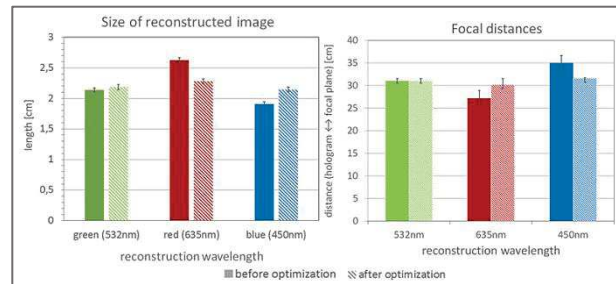 Size of reconstructed image
3
2,5
2
1,5
1
0,5
0
length [cm]
green (532nm) red (635nm) blue (450nm)
reconstruction wavelength
Focal distances
40
35
30
25
20
15
10
5
0
distance (hologram ↔ focal plane) [cm]
532nm 635nm 450nm
reconstruction wavelength
before optimization after optimization